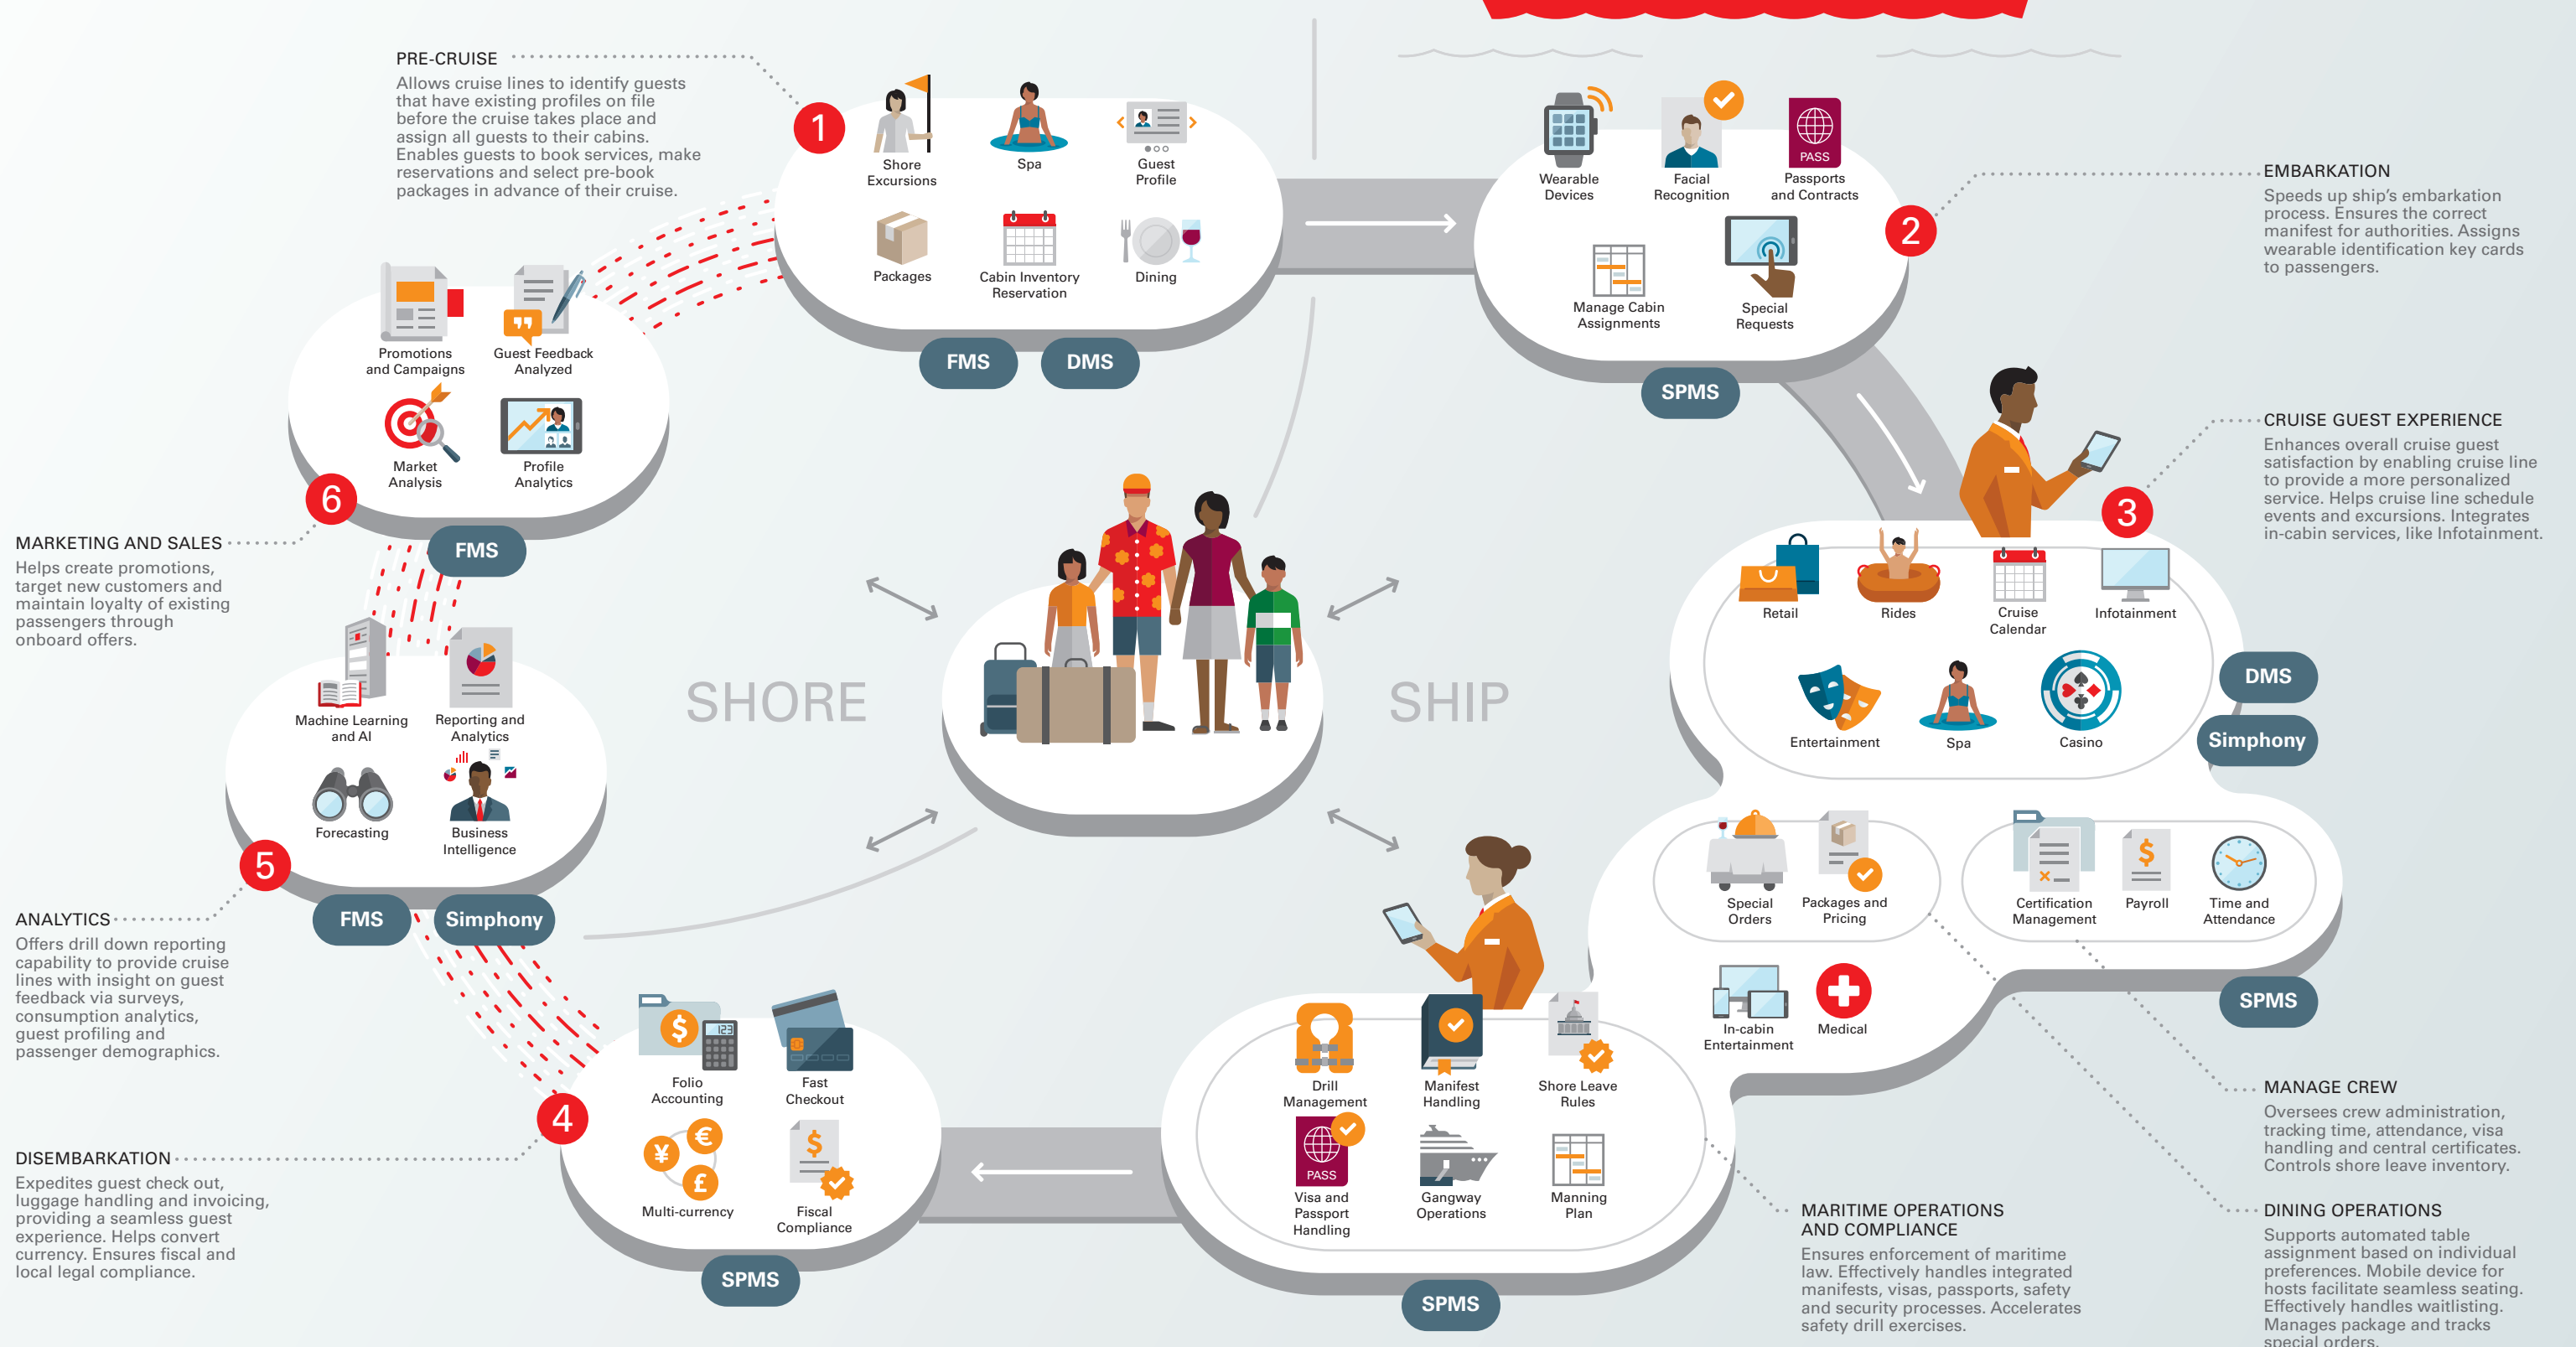 PRE-CRUISE
Allows cruise lines to identify guests
that have existing profiles on file
before the cruise takes place and
assign all guests to their cabins.
Enables guests to book services, make
reservations and select pre-book
packages in advance of their cruise.
1
Shore
Excursions
Spa
Guest
Profile
Packages
Cabin Inventory
Reservation
Dining
FMS
DMS
Wearable
Devices
Facial
Recognition
PASS
Passports
and Contracts
Manage Cabin
Assignments
Special
Requests
2
SPMS
EMBARKATION
Speeds up ship's embarkation
process. Ensures the correct
manifest for authorities. Assigns
wearable identification key cards
to passengers.
CRUISE GUEST EXPERIENCE
Enhances overall cruise guest
satisfaction by enabling cruise line
to provide a more personalized
service. Helps cruise line schedule
events and excursions. Integrates
in-cabin services, like Infotainment.
3
Retail
Rides
Cruise
Calendar
Infotainment
Entertainment
Spa
Casino
DMS
Simphony
Special
Orders
Packages and
Pricing
Certification
Management
Payroll
Time and
Attendance
In-cabin
Entertainment
Medical
SPMS
MANAGE CREW
Oversees crew administration,
tracking time, attendance, visa
handling and central certificates.
Controls shore leave inventory.
DINING OPERATIONS
Supports automated table
assignment based on individual
preferences. Mobile device for
hosts facilitate seamless seating.
Effectively handles waitlisting.
Manages package and tracks
special orders.
MARITIME OPERATIONS
AND COMPLIANCE
Ensures enforcement of maritime
law. Effectively handles integrated
manifests, visas, passports, safety
and security processes. Accelerates
safety drill exercises.
Drill
Management
Manifest
Handling
Shore Leave
Rules
PASS
Visa and
Passport
Handling
Gangway
Operations
Manning
Plan
SPMS
SHORE
SHIP
4
$
123
Folio
Accounting
Fast
Checkout
¥
€
£
Multi-currency
$
Fiscal
Compliance
SPMS
DISEMBARKATION
Expedites guest check out,
luggage handling and invoicing,
providing a seamless guest
experience. Helps convert
currency. Ensures fiscal and
local legal compliance.
5
Machine Learning
and AI
Reporting and
Analytics
Forecasting
Business
Intelligence
FMS
Simphony
ANALYTICS
Offers drill down reporting
capability to provide cruise
lines with insight on guest
feedback via surveys,
consumption analytics,
guest profiling and
passenger demographics.
6
Promotions
and Campaigns
Guest Feedback
Analyzed
Market
Analysis
Profile
Analytics
FMS
MARKETING AND SALES
Helps create promotions,
target new customers and
maintain loyalty of existing
passengers through
onboard offers.